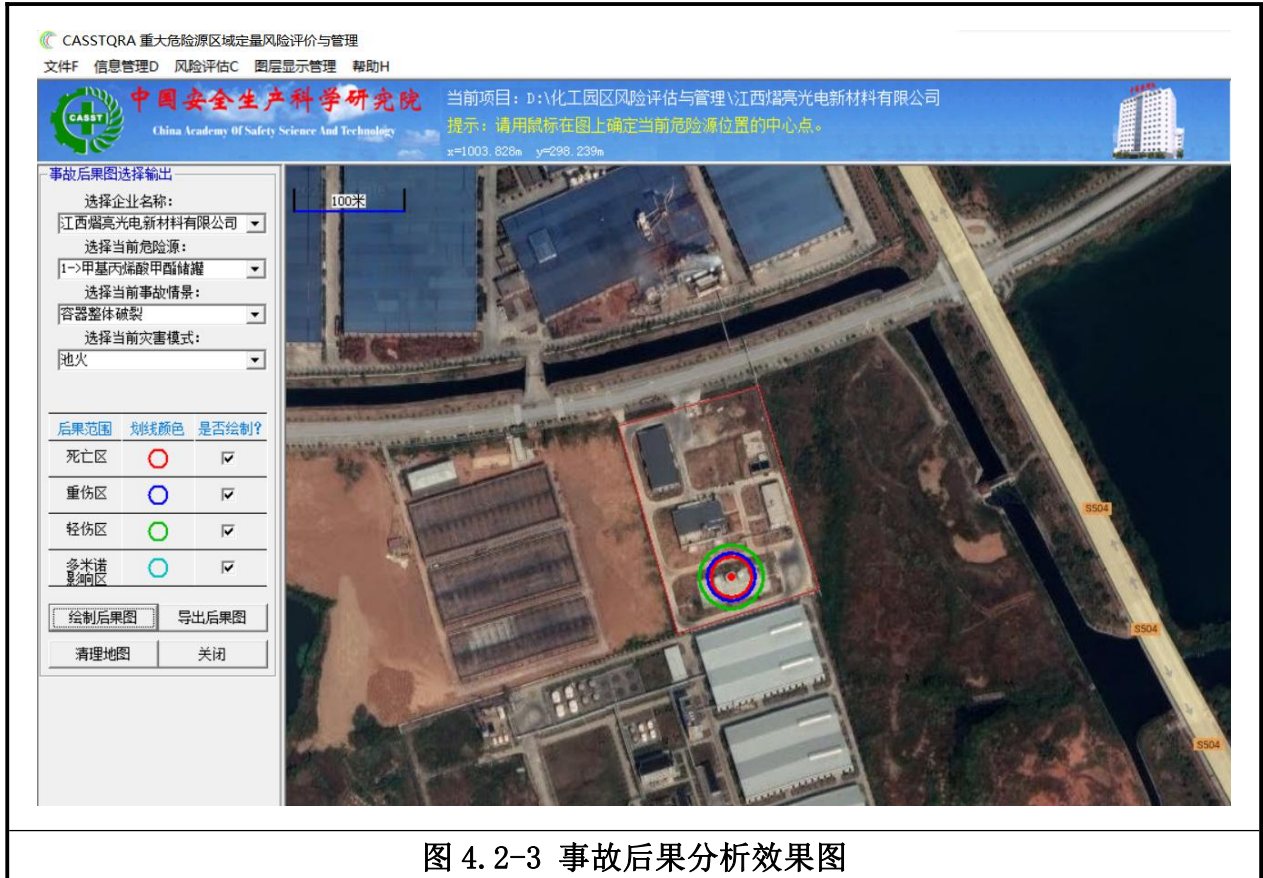 CASSTQRA 重大危险源区域定量风险评价与管理
文件F 信息管理D 风险评估C 图层显示管理 帮助H
CASST
中国安全生产科学研究院
China Academy Of Safety Science And Technology
当前项目：D:\化工园区风险评估与管理\江西熠亮光电新材料有限公司
提示：请用鼠标在图上确定当前危险源位置的中心点。
x=1003.828m y=298.239m
事故后果图选择输出
选择企业名称：
江西熠亮光电新材料有限公司
选择当前危险源：
1->甲基丙烯酸甲酯储罐
选择当前事故情景：
容器整体破裂
选择当前灾害模式：
池火
后果范围 划线颜色 是否绘制？
死亡区
重伤区
轻伤区
多米诺
影响区
绘制后果图 导出后果图
清理地图 关闭
100米
S504
S504
S504
图 4.2-3 事故后果分析效果图